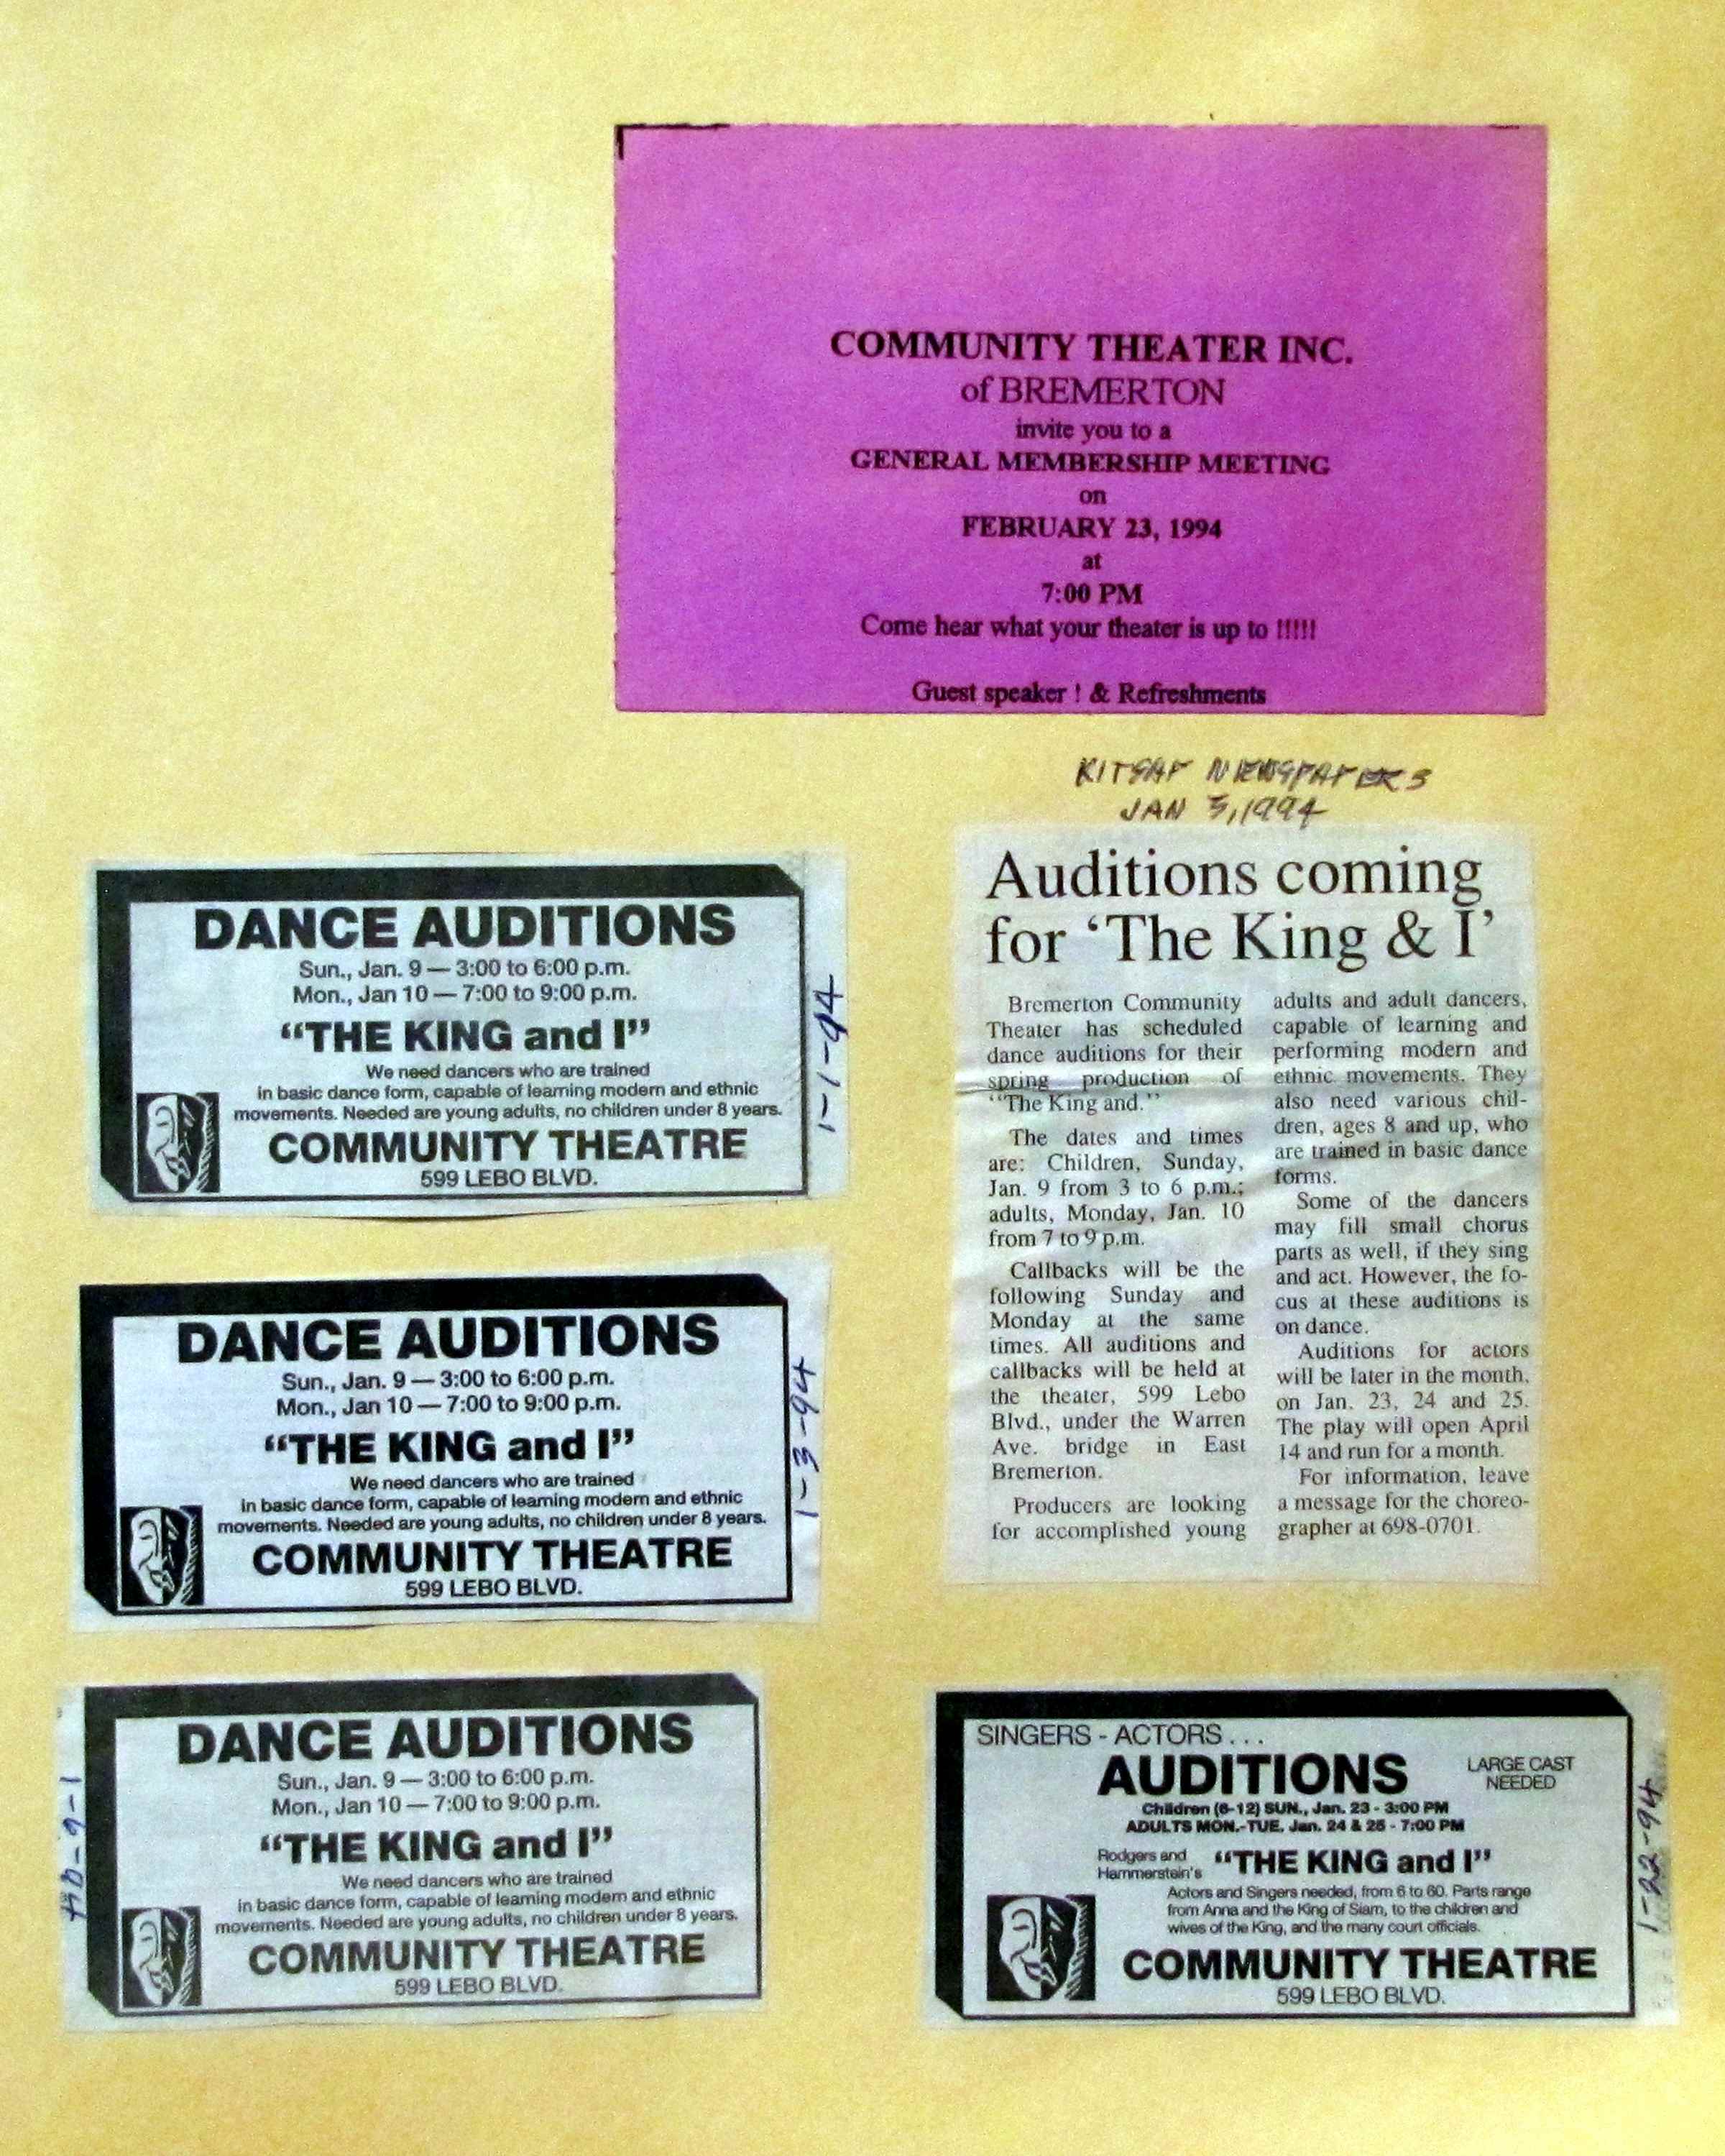 COMMUNITY THEATER INC.
of BREMERTON
invite you to a
GENERAL MEMBERSHIP MEETING
on
FEBRUARY 23, 1994
at
7:00 PM
Come hear what your theater is up to !!!!!
Guest speaker ! & Refreshments
KITSAP NEWSPAPERS
JAN 5, 1994
Auditions coming
for ‘The King & I’
Bremerton Community
Theater has scheduled
dance auditions for their
spring production of
“The King and.”
The dates and times
are: Children, Sunday,
Jan. 9 from 3 to 6 p.m.;
adults, Monday, Jan. 10
from 7 to 9 p.m.
Callbacks will be the
following Sunday and
Monday at the same
times. All auditions and
callbacks will be held at
the theater, 599 Lebo
Blvd., under the Warren
Ave. bridge in East
Bremerton.
Producers are looking
for accomplished young
adults and adult dancers,
capable of learning and
performing modern and
ethnic movements. They
also need various chil-
dren, ages 8 and up, who
are trained in basic dance
forms.
Some of the dancers
may fill small chorus
parts as well, if they sing
and act. However, the fo-
cus at these auditions is
on dance.
Auditions for actors
will be later in the month,
on Jan. 23, 24 and 25.
The play will open April
14 and run for a month.
For information, leave
a message for the choreo-
grapher at 698-0701.
DANCE AUDITIONS
Sun., Jan. 9 — 3:00 to 6:00 p.m.
Mon., Jan 10 — 7:00 to 9:00 p.m.
“THE KING and I”
We need dancers who are trained
in basic dance form, capable of learning modern and ethnic
movements. Needed are young adults, no children under 8 years.
COMMUNITY THEATRE
599 LEBO BLVD.
1-1-94
DANCE AUDITIONS
Sun., Jan. 9 — 3:00 to 6:00 p.m.
Mon., Jan 10 — 7:00 to 9:00 p.m.
“THE KING and I”
We need dancers who are trained
in basic dance form, capable of learning modern and ethnic
movements. Needed are young adults, no children under 8 years.
COMMUNITY THEATRE
599 LEBO BLVD.
1-3-94
DANCE AUDITIONS
Sun., Jan. 9 — 3:00 to 6:00 p.m.
Mon., Jan 10 — 7:00 to 9:00 p.m.
“THE KING and I”
We need dancers who are trained
in basic dance form, capable of learning modern and ethnic
movements. Needed are young adults, no children under 8 years.
COMMUNITY THEATRE
599 LEBO BLVD.
SINGERS - ACTORS . . .
AUDITIONS
LARGE CAST
NEEDED
Children (6-12) SUN., Jan. 23 - 3:00 PM
ADULTS MON.-TUE. Jan. 24 & 25 - 7:00 PM
Rodgers and
Hammerstein's
“THE KING and I”
Actors and Singers needed, from 6 to 60. Parts range
from Anna and the King of Siam, to the children and
wives of the King, and the many court officials.
COMMUNITY THEATRE
599 LEBO BLVD.
1-22-94